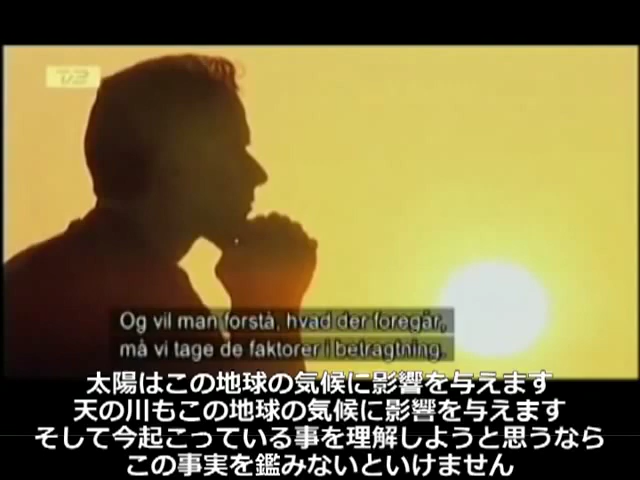 TV2
Og vil man forstå, hvad der foregår,
må vi tage de faktorer i betragtning.
太陽はこの地球の気候に影響を与えます
天の川もこの地球の気候に影響を与えます
そして今起こっている事を理解しようと思うなら
この事実を鑑みないといけません